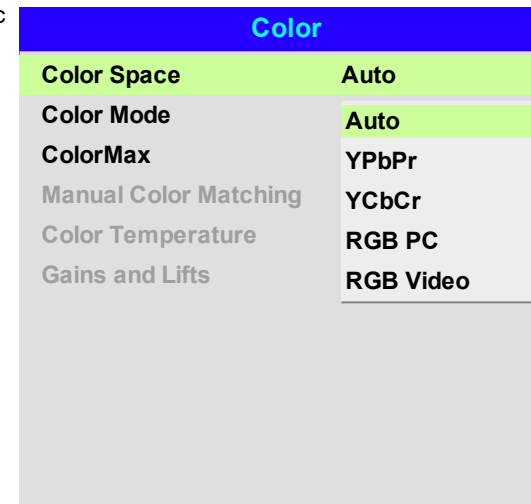 c
Color
Color Space Auto
Color Mode Auto
ColorMax YPbPr
Manual Color Matching YCbCr
Color Temperature RGB PC
Gains and Lifts RGB Video